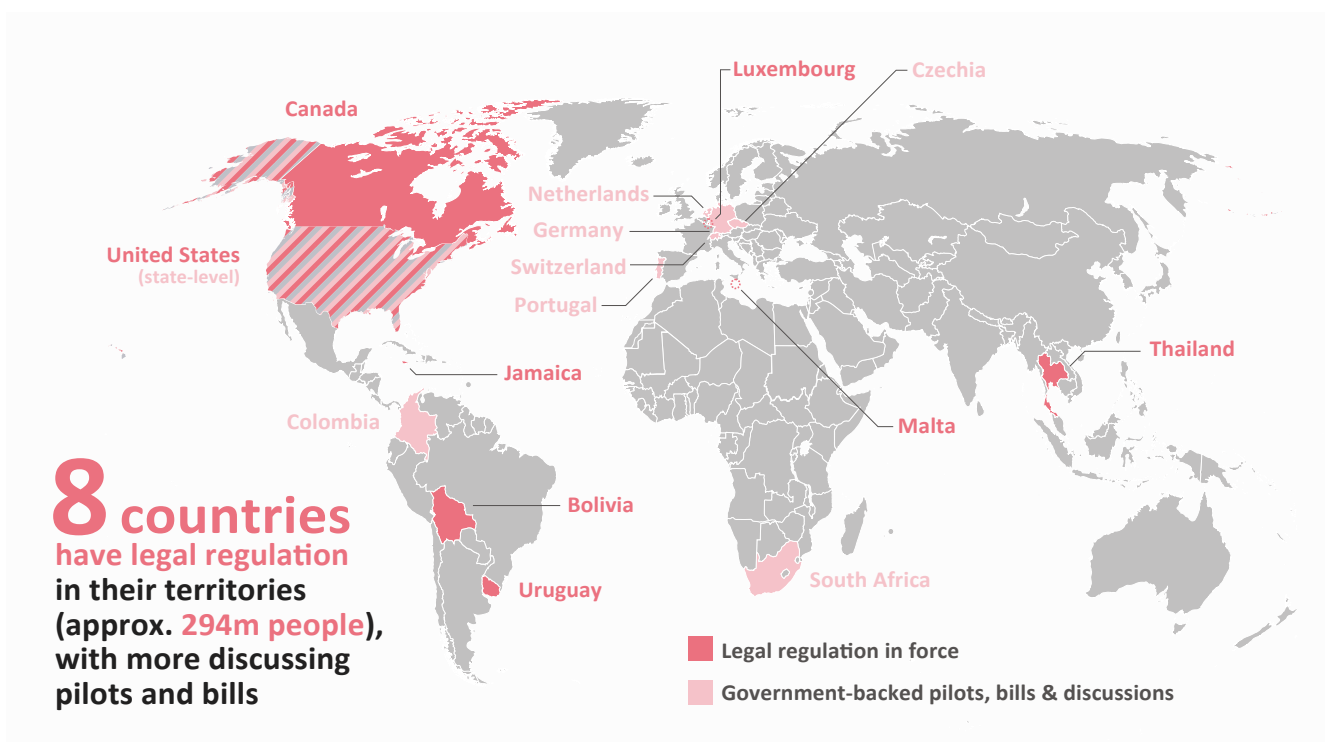 Luxembourg
Czechia
Canada
Netherlands
Germany
United States
(state-level)
Switzerland
Portugal
Thailand
Jamaica
Colombia
Malta
8 countries
have legal regulation
in their territories
(approx. 294m people),
with more discussing
pilots and bills
Bolivia
South Africa
Uruguay
Legal regulation in force
Government-backed pilots, bills & discussions